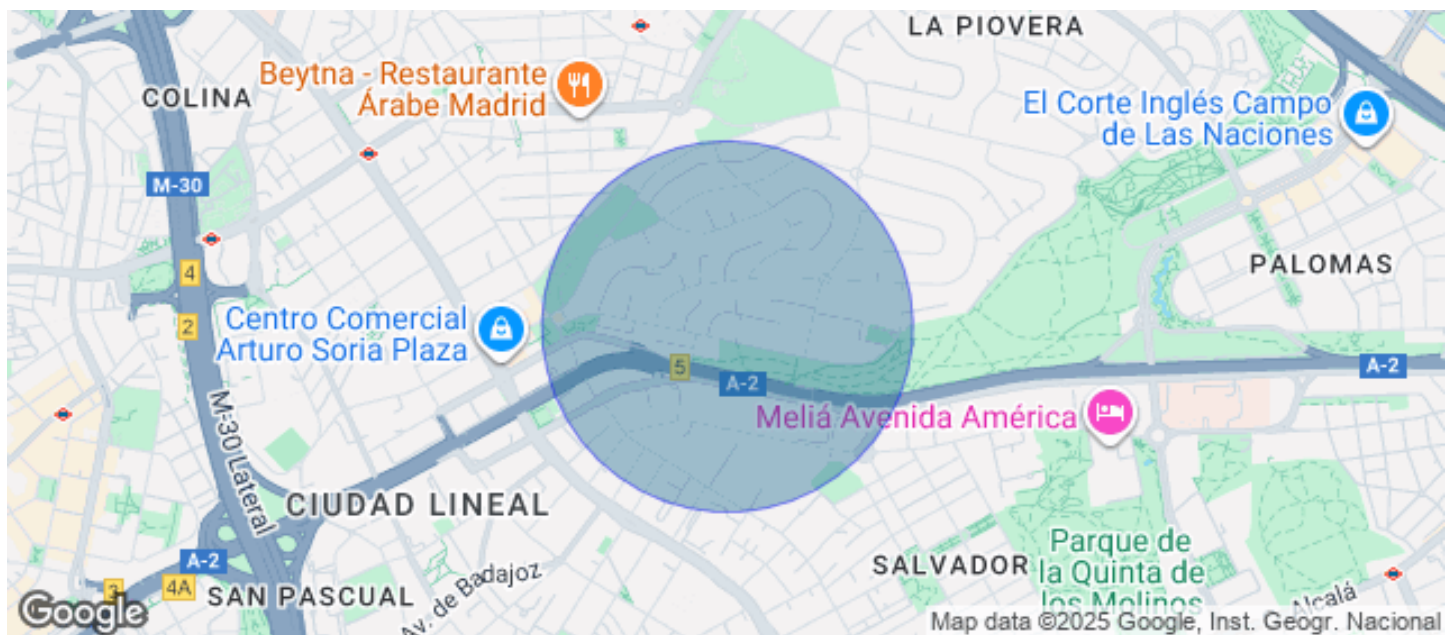 LA PIOVERA
Beytna - Restaurante
Árabe Madrid
COLINA
El Corte Inglés Campo
de Las Naciones
M-30
4
2
PALOMAS
Centro Comercial
Arturo Soria Plaza
5
A-2
A-2
Meliá Avenida América
M-30 Lateral
CIUDAD LINEAL
A-2
3
4A
SAN PASCUAL
Av. de Badajoz
SALVADOR
Parque de
la Quinta de
los Molinos
Alcalá
Google
Map data ©2025 Google, Inst. Geogr. Nacional